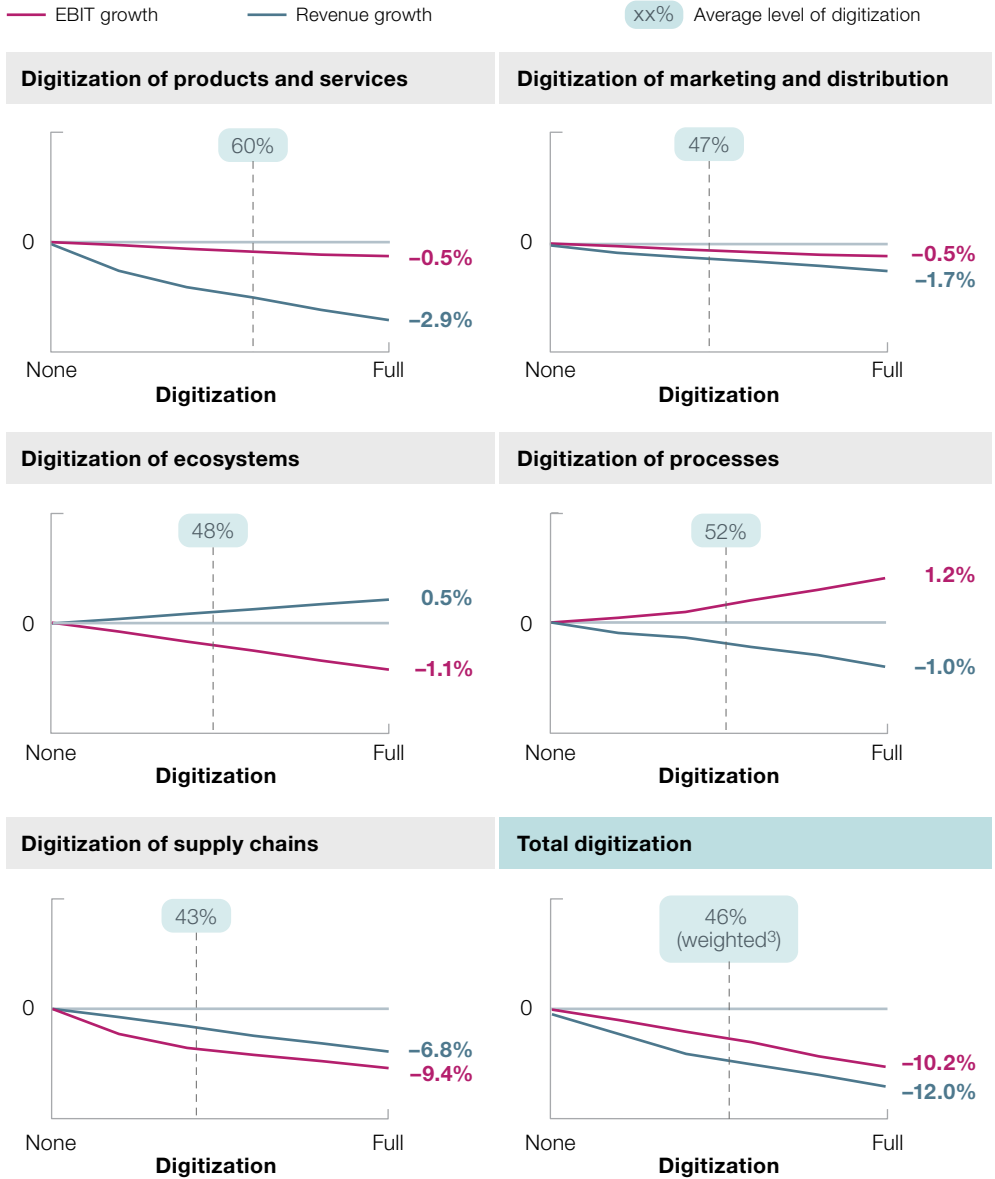 EBIT growth
Revenue growth
xx% Average level of digitization
Digitization of products and services
60%
0
–0.5%
–2.9%
None
Full
Digitization
Digitization of marketing and distribution
47%
0
–0.5%
–1.7%
None
Full
Digitization
Digitization of ecosystems
48%
0.5%
0
–1.1%
None
Full
Digitization
Digitization of processes
52%
1.2%
0
–1.0%
None
Full
Digitization
Digitization of supply chains
43%
0
–6.8%
–9.4%
None
Full
Digitization
Total digitization
46%
(weighted³)
0
–10.2%
–12.0%
None
Full
Digitization